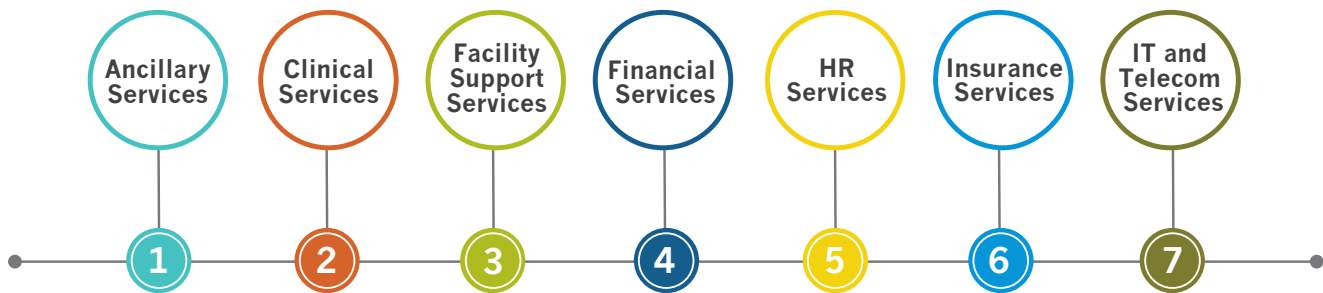 Ancillary
Services
Clinical
Services
Facility
Support
Services
Financial
Services
HR
Services
Insurance
Services
IT and
Telecom
Services
1
2
3
4
5
6
7